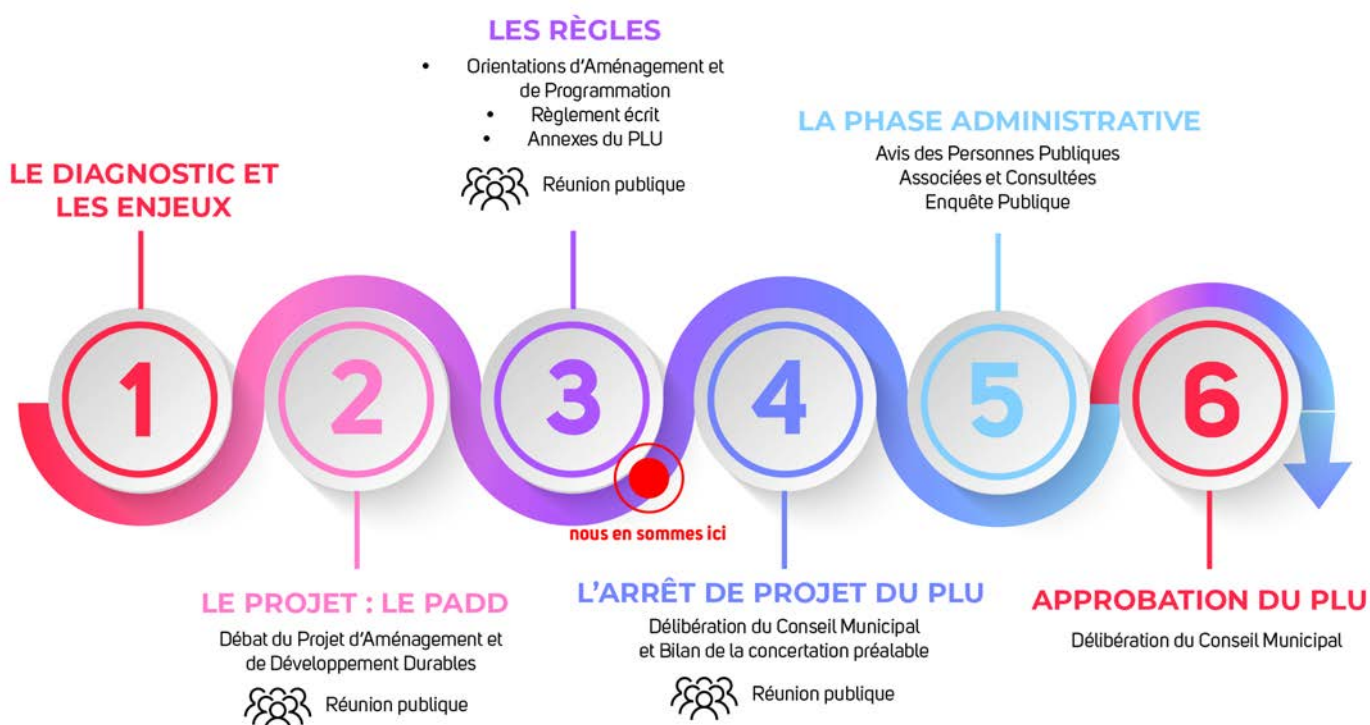 LE DIAGNOSTIC ET
LES ENJEUX
1
2
LE PROJET : LE PADD
Débat du Projet d'Aménagement et
de Développement Durables
Réunion publique
LES RÈGLES
• Orientations d'Aménagement et
de Programmation
• Règlement écrit
• Annexes du PLU
Réunion publique
3
nous en sommes ici
4
L'ARRÊT DE PROJET DU PLU
Délibération du Conseil Municipal
et Bilan de la concertation préalable
Réunion publique
LA PHASE ADMINISTRATIVE
Avis des Personnes Publiques
Associées et Consultées
Enquête Publique
5
6
APPROBATION DU PLU
Délibération du Conseil Municipal